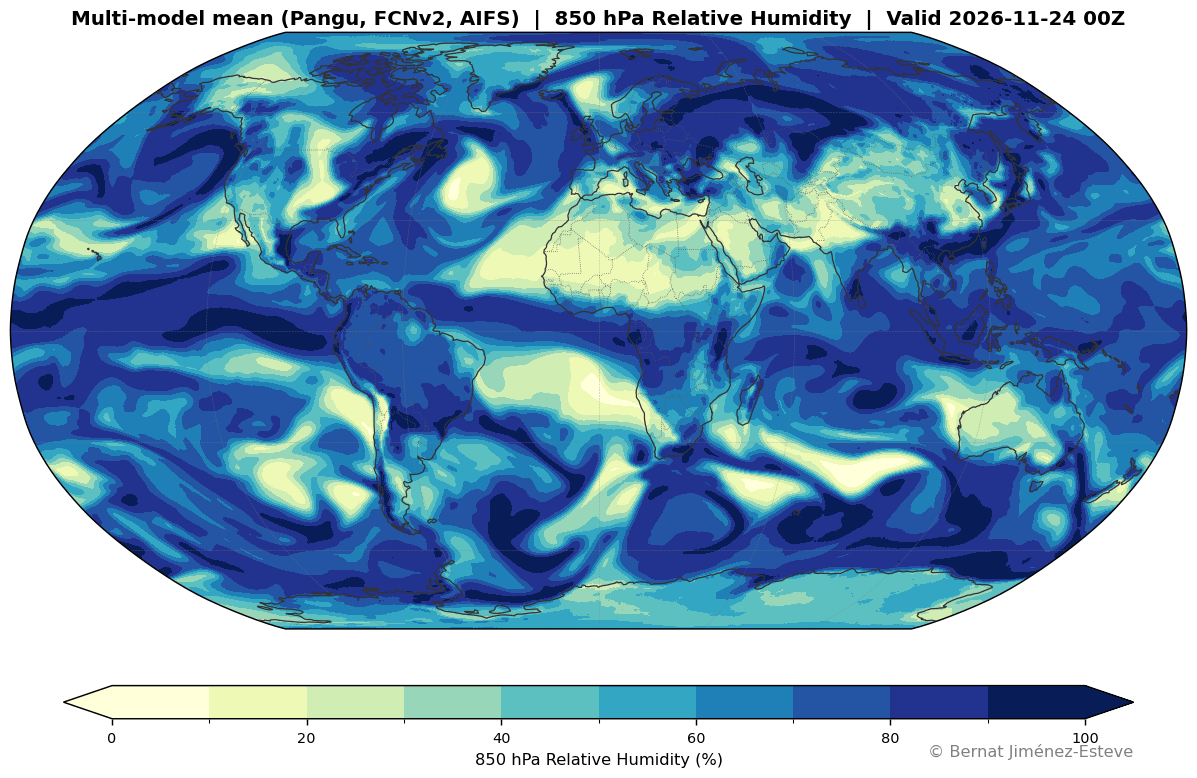 Multi-model mean (Pangu, FCNv2, AIFS) | 850 hPa Relative Humidity | Valid 2026-11-24 00Z
0 20 40 60 80 100
850 hPa Relative Humidity (%)
© Bernat Jiménez-Esteve